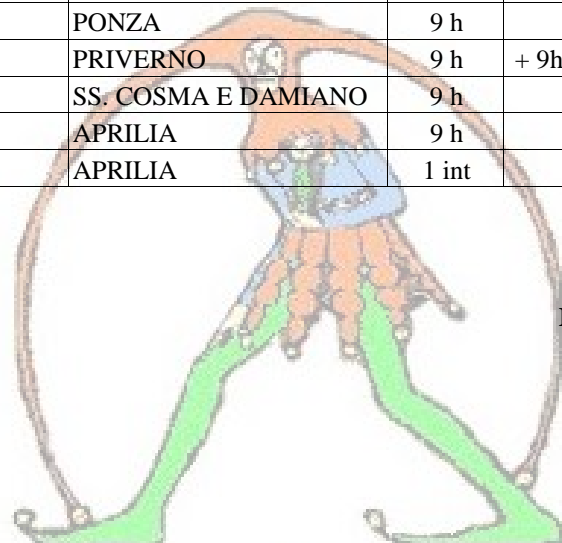 PONZA 9 h
PRIVERNO 9 h + 9h
SS. COSMA E DAMIANO 9 h
APRILIA 9 h
APRILIA 1 int